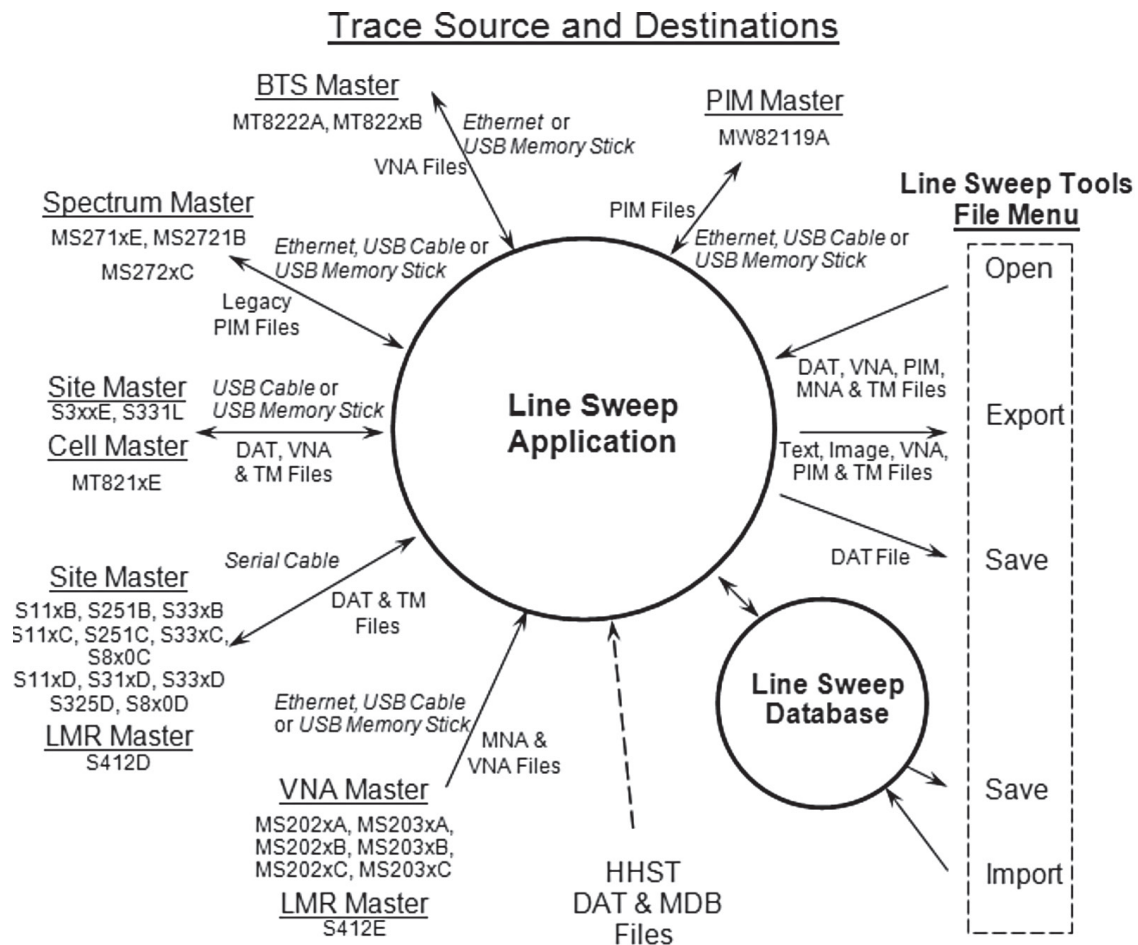 Trace Source and Destinations
BTS Master
MT8222A, MT822xB
Ethernet or
USB Memory Stick
VNA Files
PIM Master
MW82119A
PIM Files
Ethernet, USB Cable or
USB Memory Stick
Line Sweep Tools
File Menu
Spectrum Master
MS271xE, MS2721B
MS272xC
Ethernet, USB Cable or
USB Memory Stick
Legacy
PIM Files
Open
DAT, VNA, PIM,
MNA & TM Files
Site Master
S3xxE, S331L
Cell Master
MT821xE
USB Cable or
USB Memory Stick
DAT, VNA
& TM Files
Line Sweep
Application
Export
Text, Image, VNA,
PIM & TM Files
DAT File
Save
Serial Cable
DAT & TM
Files
Site Master
S11xB, S251B, S33xB
S11xC, S251C, S33xC,
S8x0C
S11xD, S31xD, S33xD
S325D, S8x0D
LMR Master
S412D
Ethernet, USB Cable
or USB Memory Stick
MNA &
VNA Files
Line Sweep
Database
VNA Master
MS202xA, MS203xA,
MS202xB, MS203xB,
MS202xC, MS203xC
LMR Master
S412E
HHST
DAT & MDB
Files
Save
Import